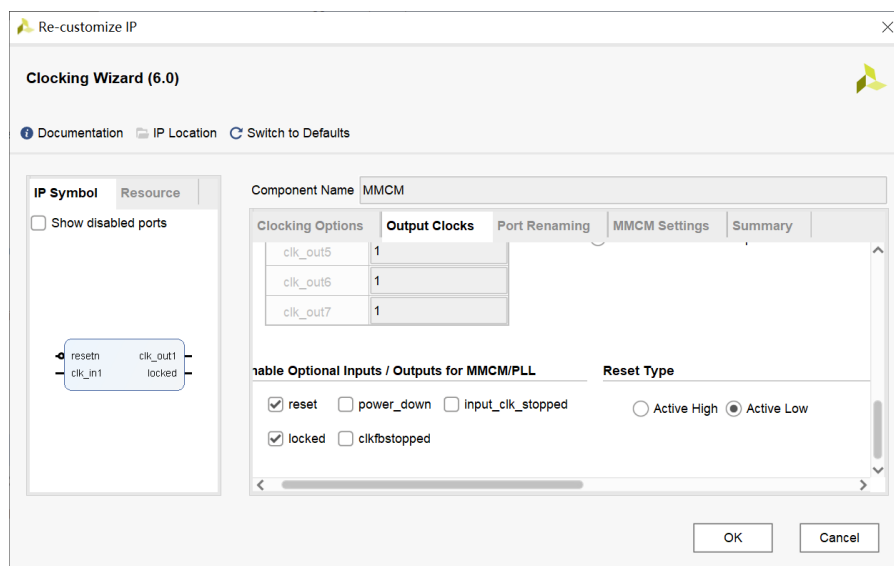 Re-customize IP
Clocking Wizard (6.0)
Documentation IP Location Switch to Defaults
IP Symbol Resource
Show disabled ports
resetn clk_out1
clk_in1 locked
Component Name MMCM
Clocking Options Output Clocks Port Renaming MMCM Settings Summary
clk_out5 1
clk_out6 1
clk_out7 1
nable Optional Inputs / Outputs for MMCM/PLL Reset Type
reset power_down input_clk_stopped Active High Active Low
locked clkfbstopped
OK Cancel